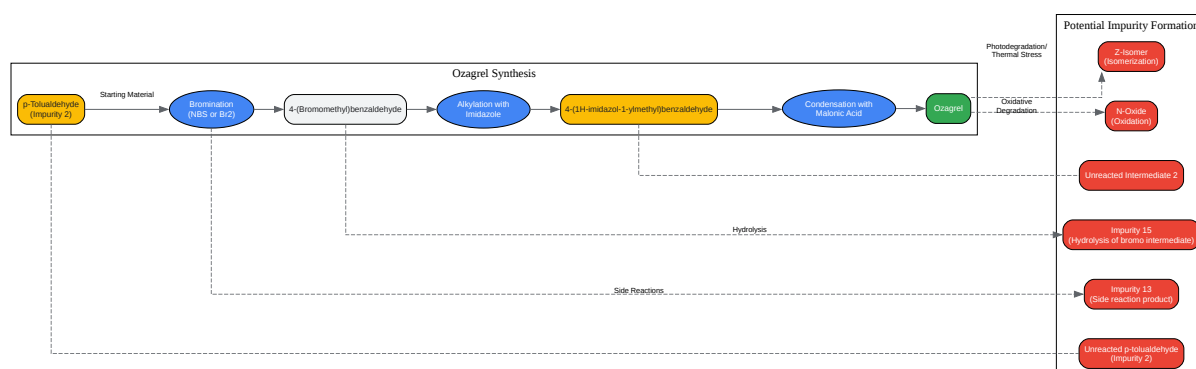 Potential Impurity Formation
Photodegradation/
Thermal Stress
Z-Isomer
(Isomerization)
Ozagrel Synthesis
p-Tolualdehyde
(Impurity 2)
Starting Material
Bromination
(NBS or Br2)
4-(Bromomethyl)benzaldehyde
Alkylation with
Imidazole
4-(1H-imidazol-1-ylmethyl)benzaldehyde
Condensation with
Malonic Acid
Ozagrel
Oxidative
Degradation
N-Oxide
(Oxidation)
Unreacted Intermediate 2
Hydrolysis
Impurity 15
(Hydrolysis of bromo intermediate)
Side Reactions
Impurity 13
(Side reaction product)
Unreacted p-tolualdehyde
(Impurity 2)